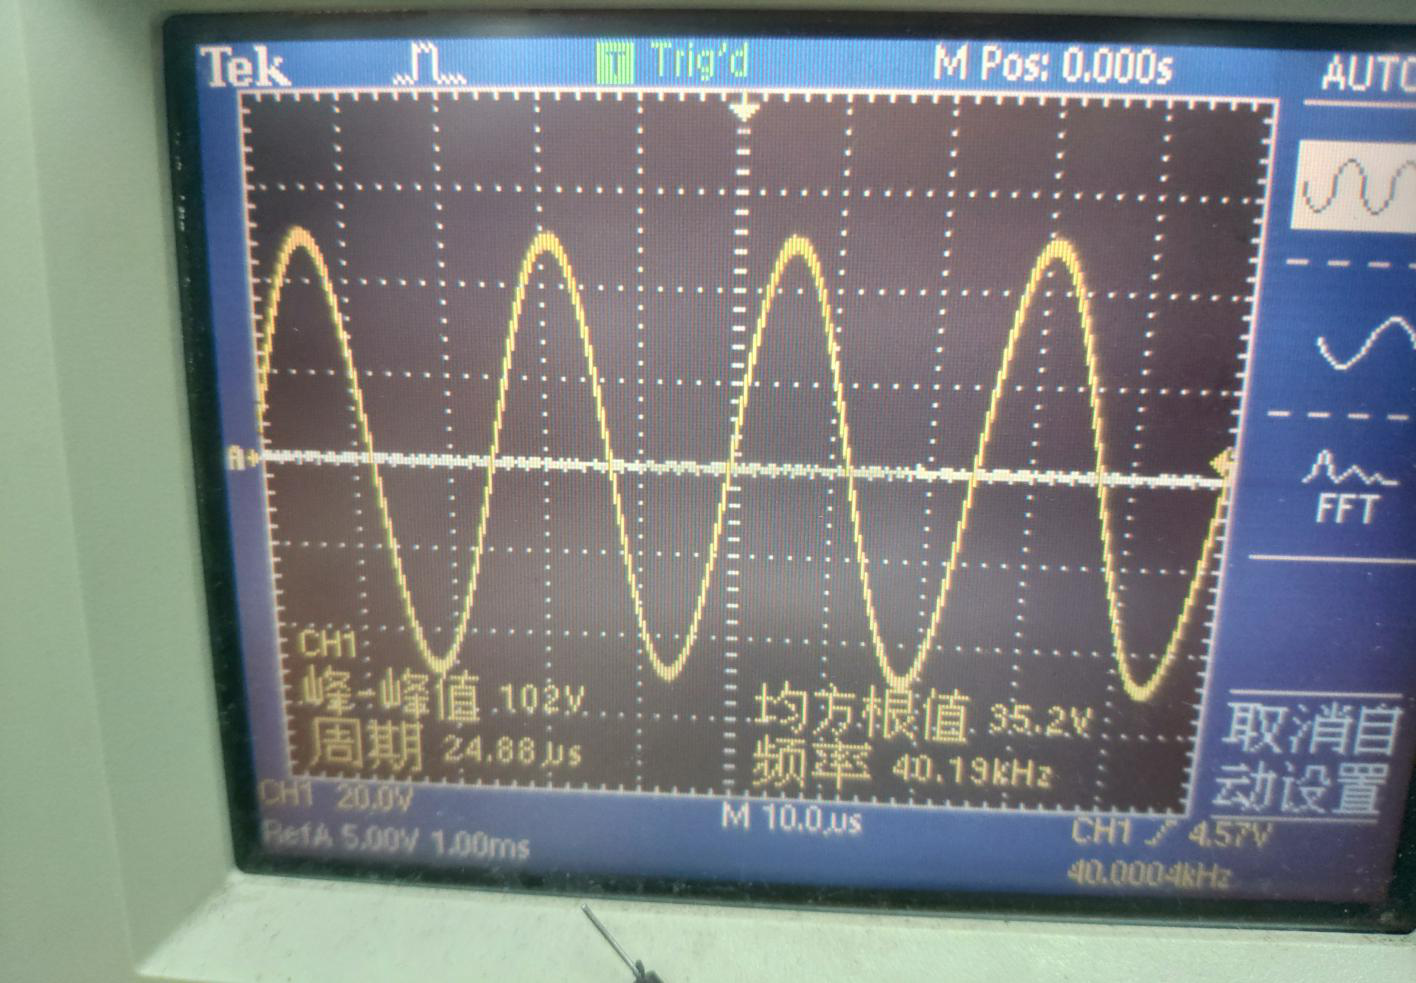 Tek T Trig'd M Pos: 0.000s AUTO
A+
FFT
CH1
峰-峰值 102V 均方根值 35.2V
周期 24.88µs 频率 40.19kHz
取消自
动设置
CH1 20.0V M 10.0µs CH1 4.57V
RefA 5.00V 1.00ms 40.0004kHz